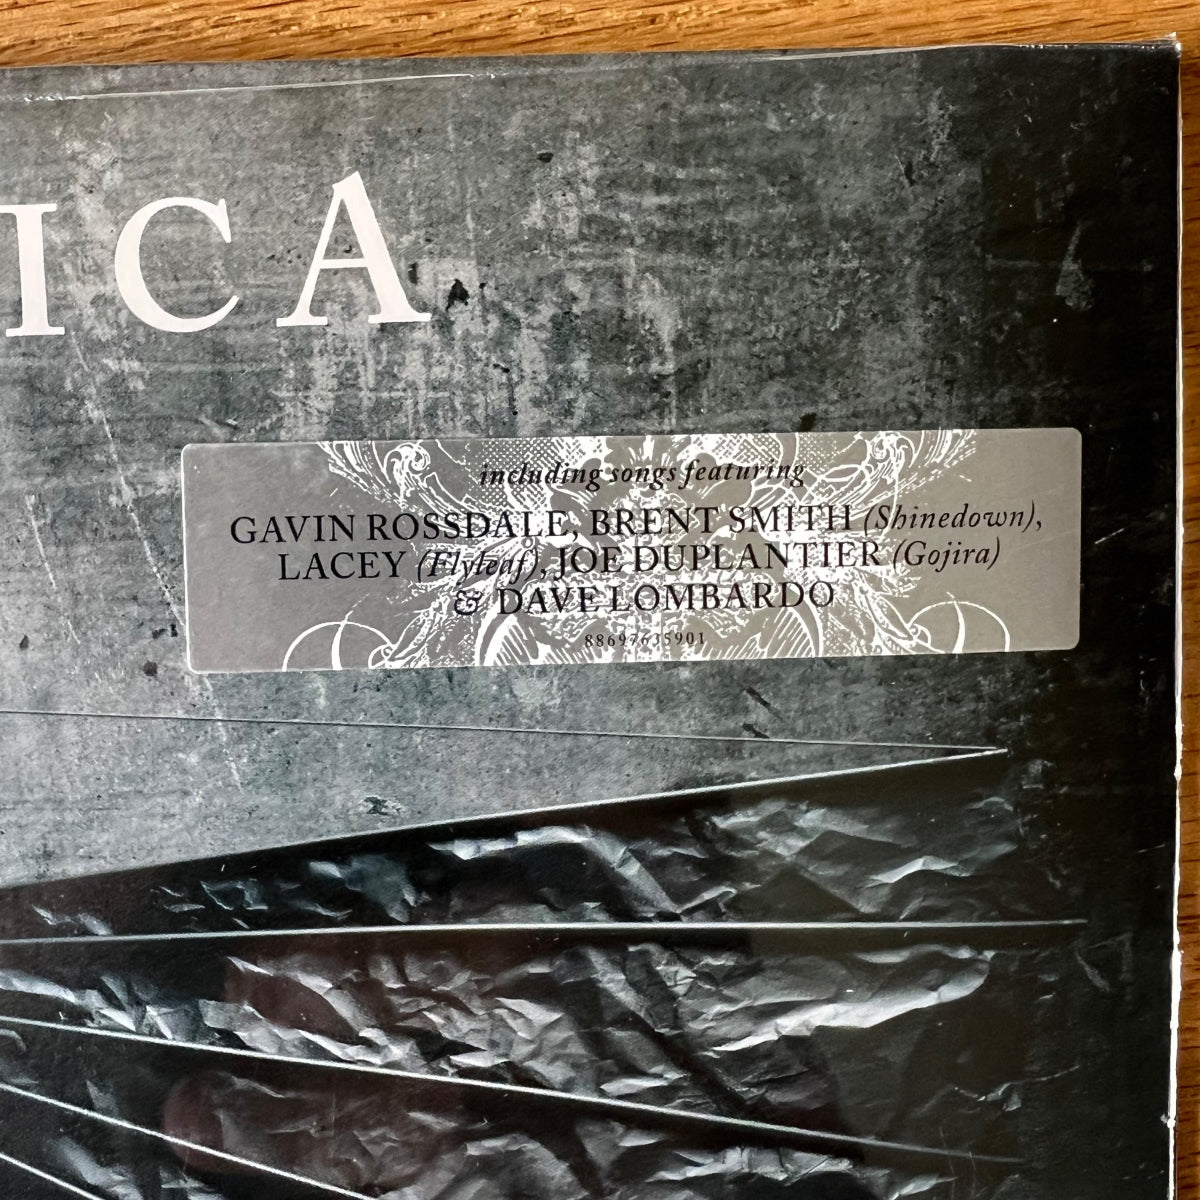 ICA
including songs featuring
GAVIN ROSSDALE, BRENT SMITH (Shinedown),
LACEY (Flyleaf), JOE DUPLANTIER (Gojira)
& DAVE LOMBARDO
88697635901